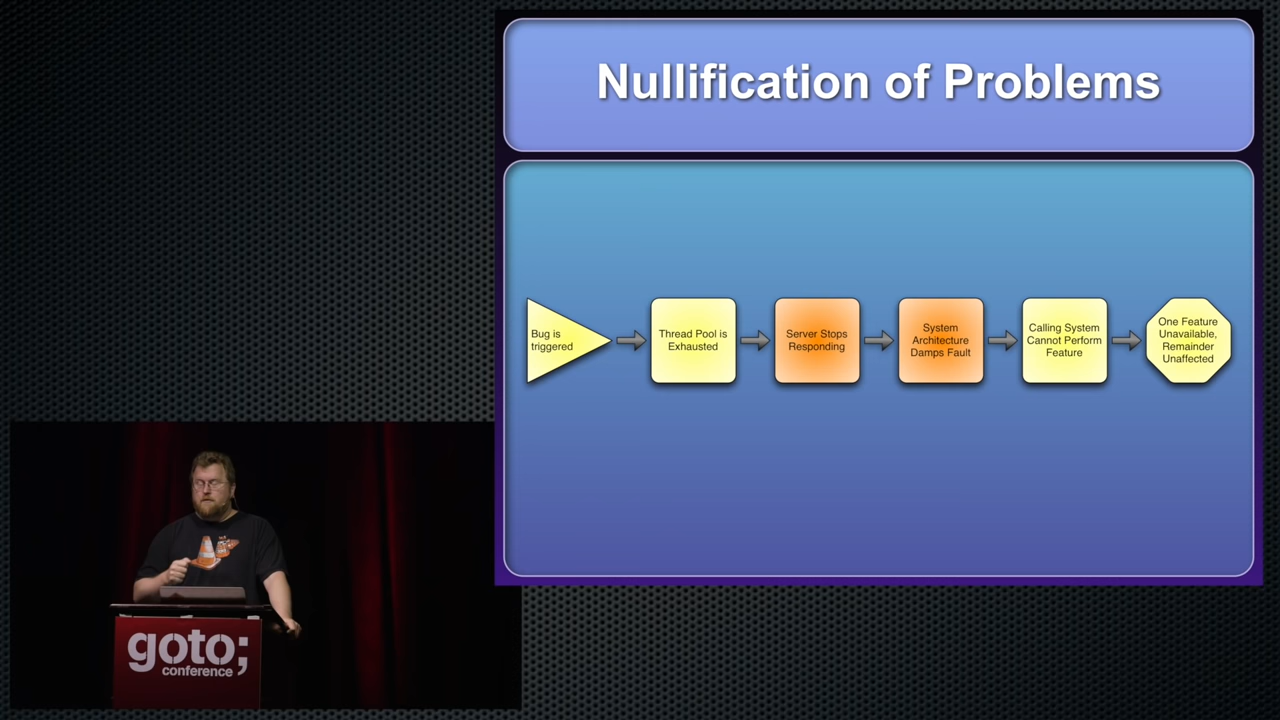 Nullification of Problems
Bug is
triggered
Thread Pool is
Exhausted
Server Stops
Responding
System
Architecture
Damps Fault
Calling System
Cannot Perform
Feature
One Feature
Unavailable,
Remainder
Unaffected
goto;
conference